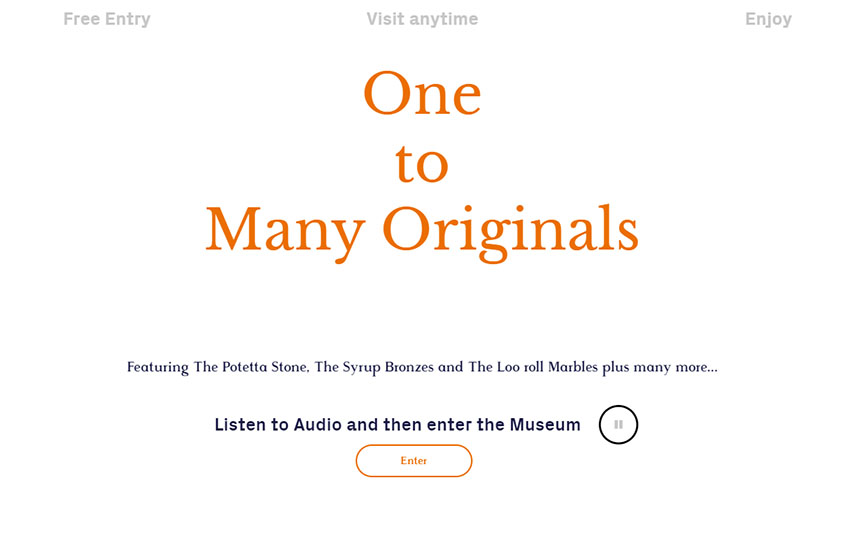 Free Entry
Visit anytime
Enjoy
One
to
Many Originals
Featuring The Potetta Stone, The Syrup Bronzes and The Loo roll Marbles plus many more...
Listen to Audio and then enter the Museum
Enter